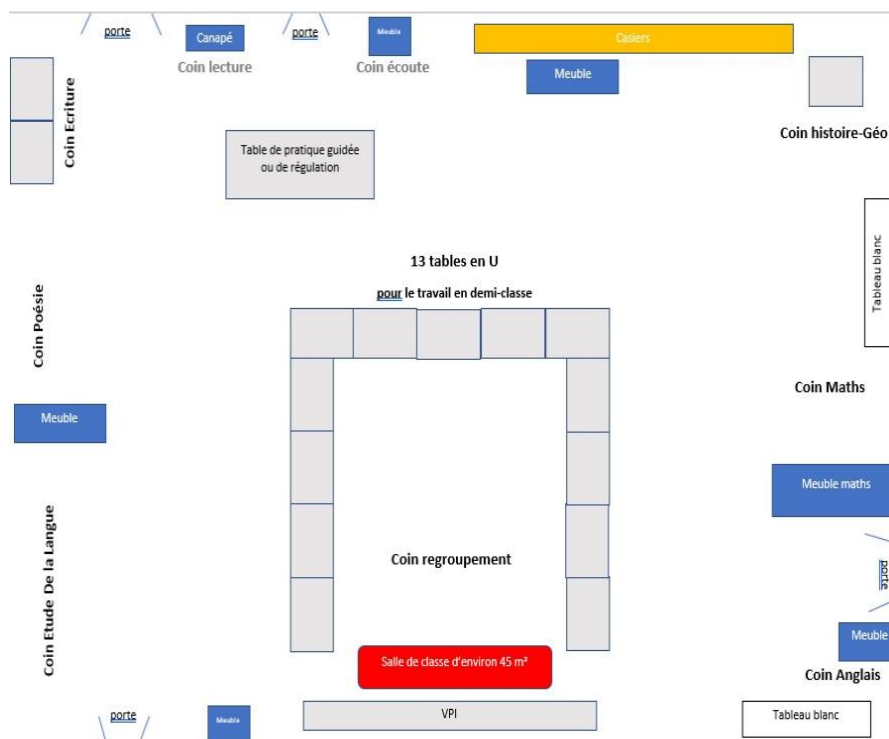 porte
Canapé
porte
Meuble
Casiers
Coin lecture
Coin écoute
Meuble
Coin Ecriture
Coin histoire-Géo
Table de pratique guidée
ou de régulation
Tableau blanc
13 tables en U
pour le travail en demi-classe
Coin Poésie
Coin Maths
Meuble
Meuble maths
Coin Etude De la Langue
Coin regroupement
porte
Meuble
Salle de classe d'environ 45 m²
Coin Anglais
porte
Meuble
VPI
Tableau blanc